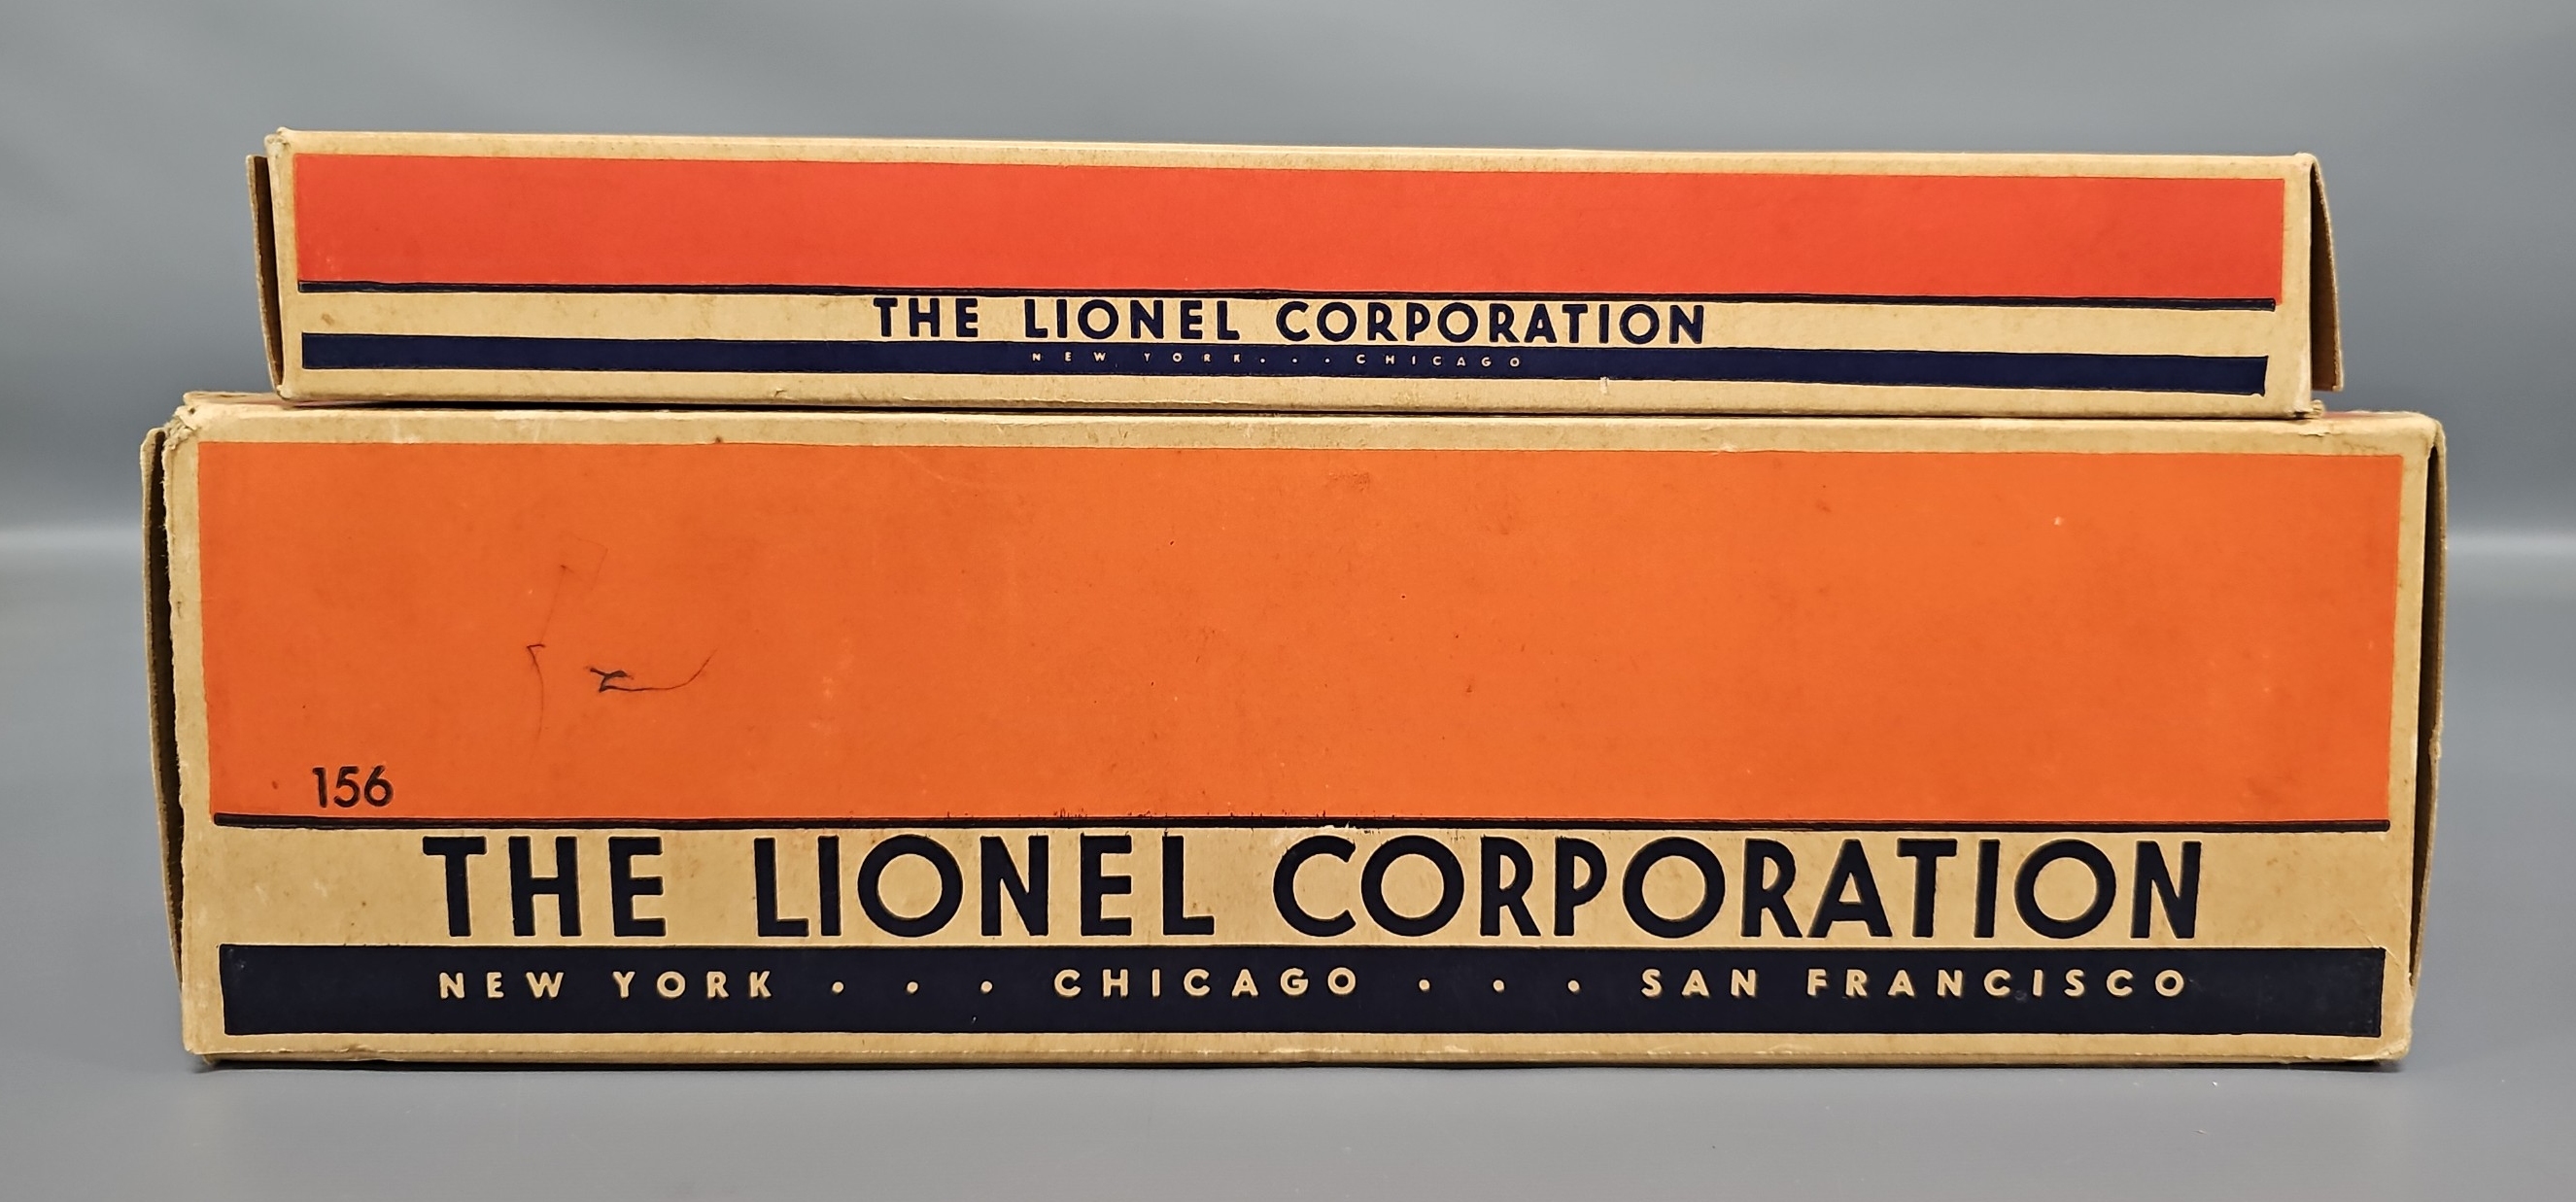 THE LIONEL CORPORATION
NEW YORK . . . CHICAGO
156
THE LIONEL CORPORATION
NEW YORK . . . CHICAGO . . . SAN FRANCISCO